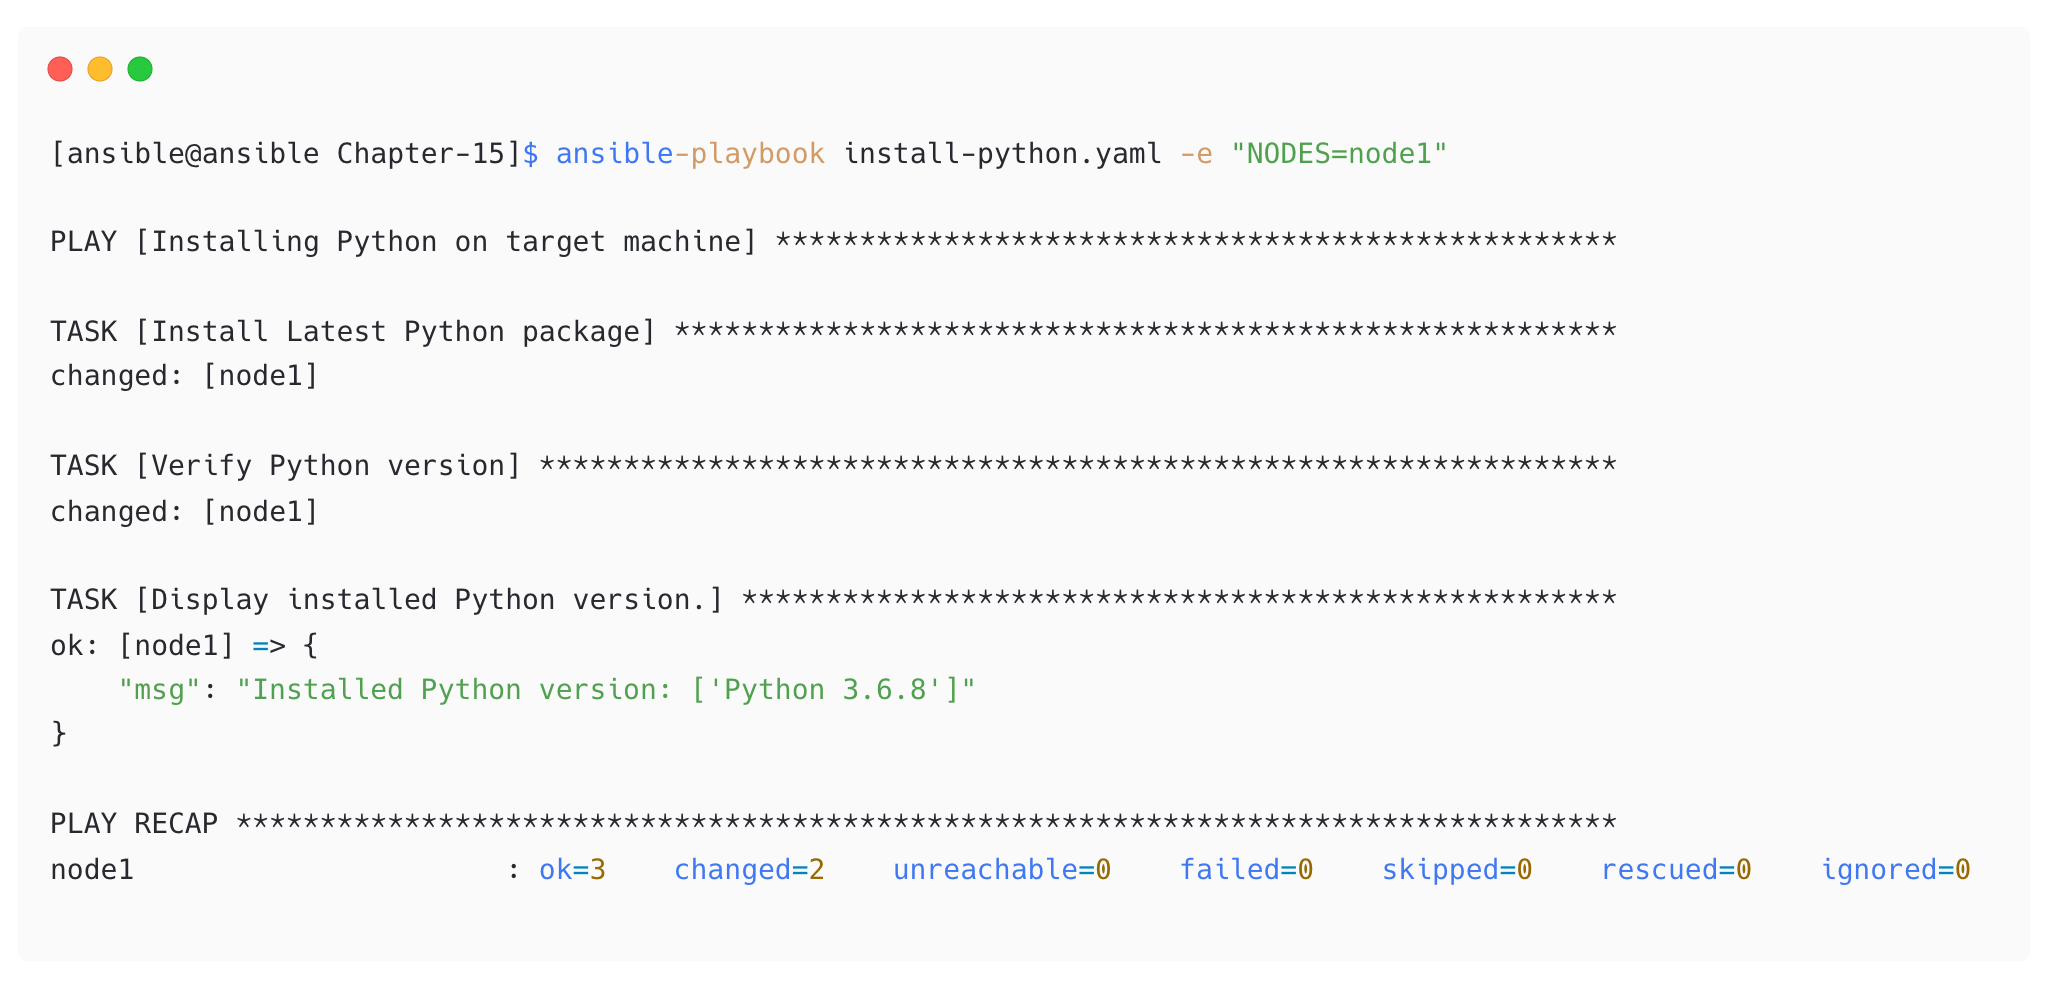 [ansible@ansible Chapter-15]$ ansible-playbook install-python.yaml -e "NODES=node1"
PLAY [Installing Python on target machine] **************************************************
TASK [Install Latest Python package] ********************************************************
changed: [node1]
TASK [Verify Python version] ****************************************************************
changed: [node1]
TASK [Display installed Python version.] ****************************************************
ok: [node1] => {
    "msg": "Installed Python version: ['Python 3.6.8']"
}
PLAY RECAP **********************************************************************************
node1                      : ok=3    changed=2    unreachable=0    failed=0    skipped=0    rescued=0    ignored=0